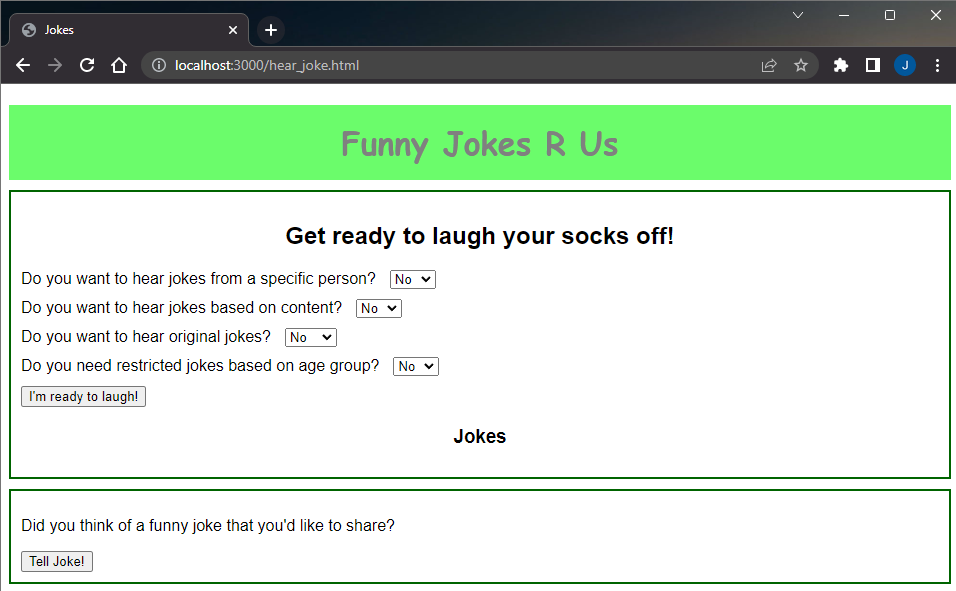 Jokes
localhost:3000/hear_joke.html
J
Funny Jokes R Us
Get ready to laugh your socks off!
Do you want to hear jokes from a specific person? No
Do you want to hear jokes based on content? No
Do you want to hear original jokes? No
Do you need restricted jokes based on age group? No
I'm ready to laugh!
Jokes
Did you think of a funny joke that you'd like to share?
Tell Joke!